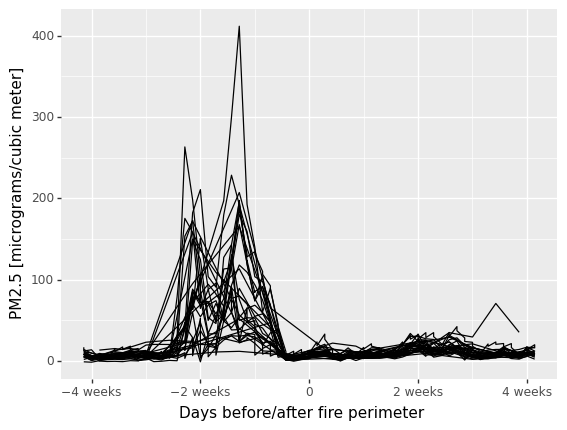 400
300
200
100
0
PM2.5 [micrograms/cubic meter]
−4 weeks −2 weeks 0 2 weeks 4 weeks
Days before/after fire perimeter